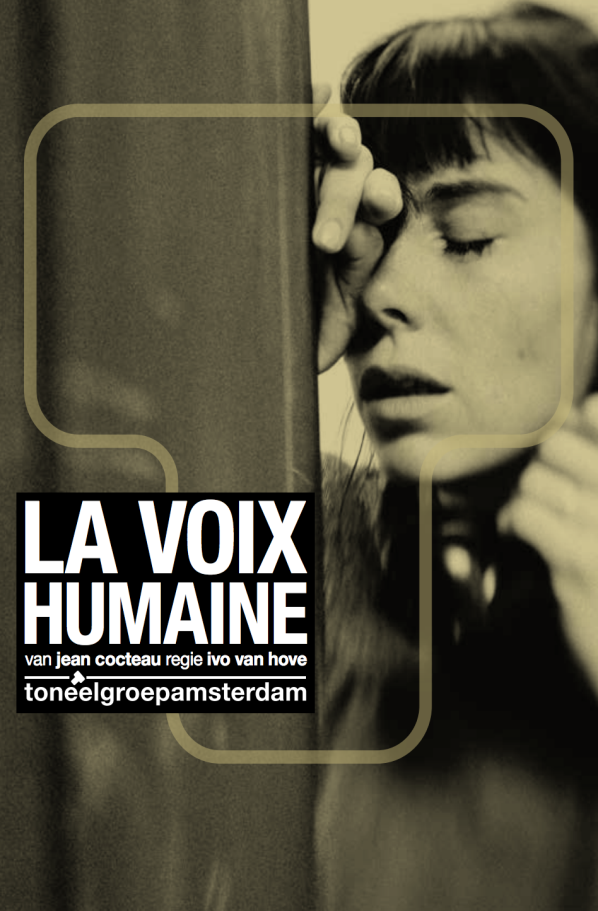 LA VOIX
HUMAINE
van jean cocteau regie ivo van hove
toneelgroepamsterdam